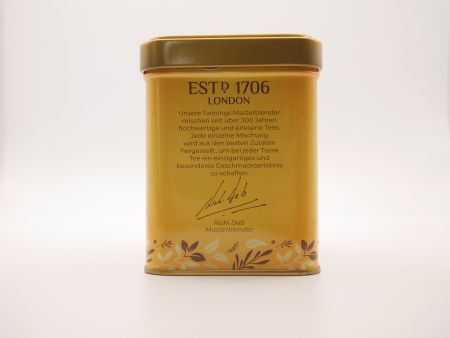 ESTD 1706
LONDON
Unsere Twinings Masterblender
mischen seit über 300 Jahren
hochwertige und erlesene Tees.
Jede einzelne Mischung
wird aus den besten Zutaten
hergestellt, um bei jeder Tasse
Tee ein einzigartiges und
besonderes Geschmackserlebnis
zu schaffen.
Rishi Deb
Rishi Deb
Masterblender